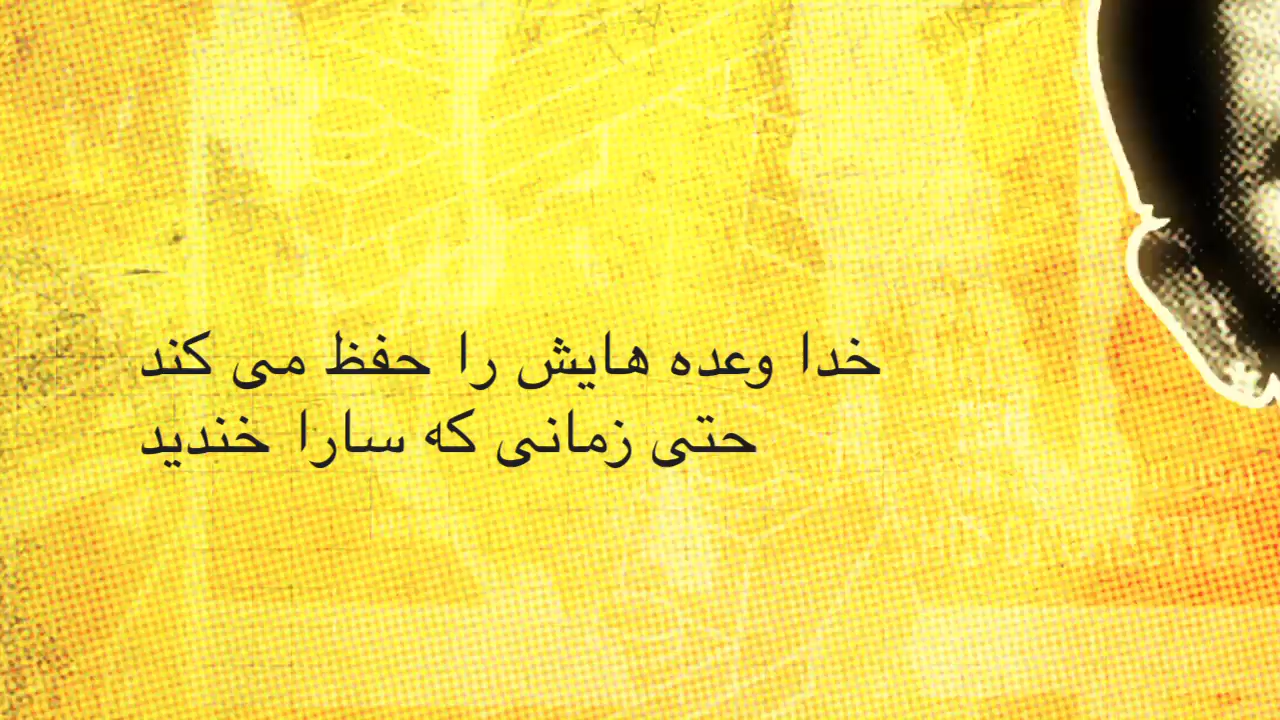 خدا وعده هایش را حفظ می کند
حتی زمانی که سارا خندید